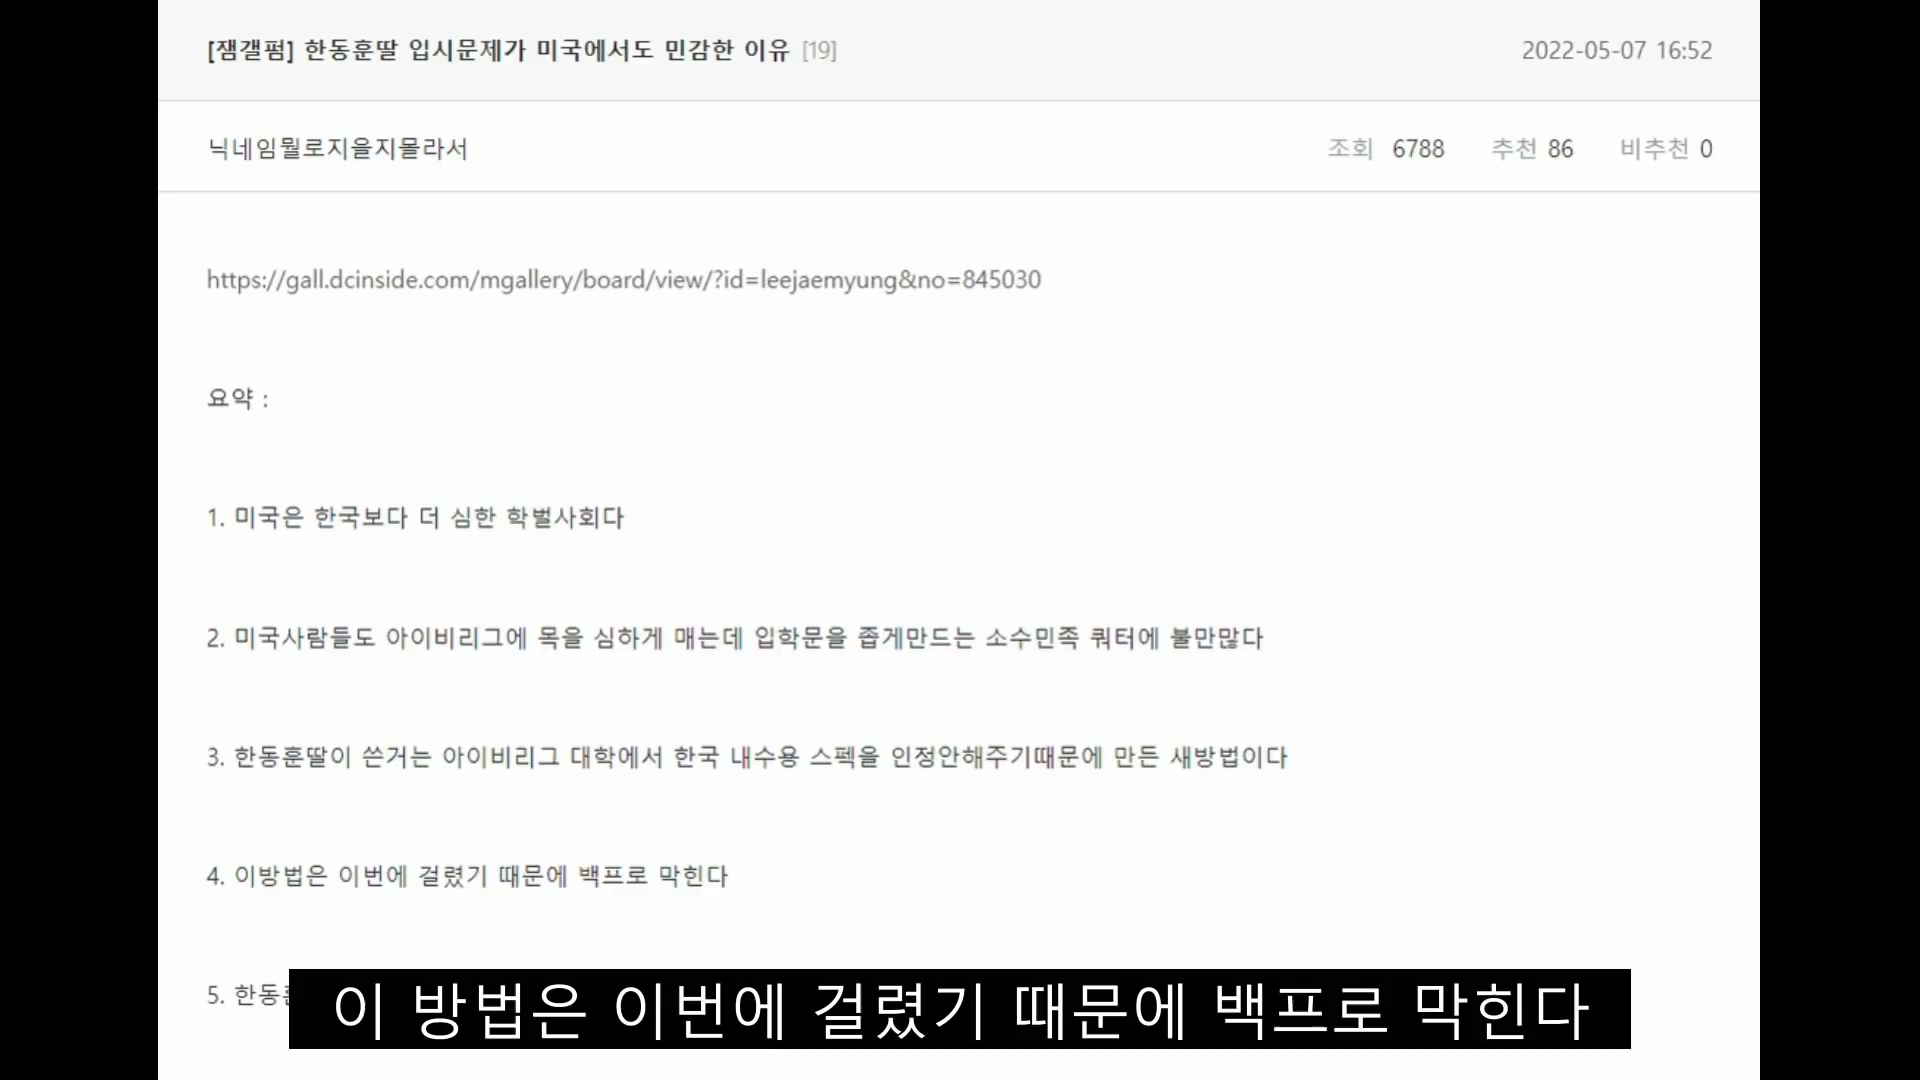 [잼갤펌] 한동훈딸 입시문제가 미국에서도 민감한 이유 [19] 2022-05-07 16:52
닉네임뭘로지을지몰라서 조회 6788 추천 86 비추천 0
https://gall.dcinside.com/mgallery/board/view/?id=leejaemyung&no=845030
요약 :
1. 미국은 한국보다 더 심한 학벌사회다
2. 미국사람들도 아이비리그에 목을 심하게 매는데 입학문을 좁게만드는 소수민족 쿼터에 불만많다
3. 한동훈딸이 쓴거는 아이비리그 대학에서 한국 내수용 스펙을 인정안해주기때문에 만든 새방법이다
4. 이방법은 이번에 걸렸기 때문에 백프로 막힌다
5. 한동
이 방법은 이번에 걸렸기 때문에 백프로 막힌다